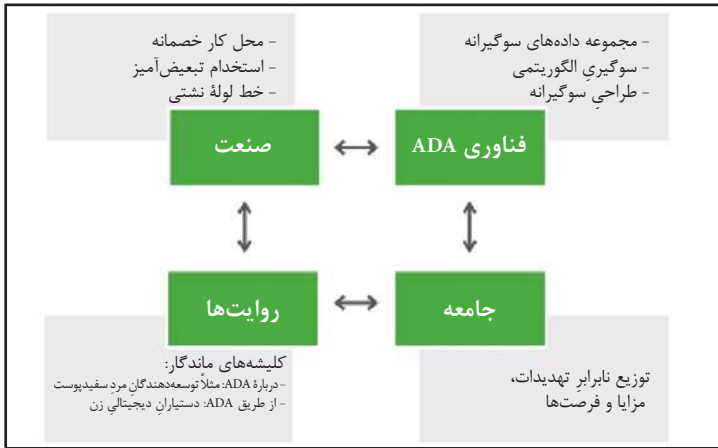 - مجموعه داده‌های سوگیرانه
- سوگیریِ الگوریتمی
- طراحیِ سوگیرانه
فناوری ADA
- محل کار خصمانه
- استخدام تبعیض‌آمیز
- خط لولهٔ نشتی
صنعت
جامعه
توزیع نابرابرِ تهدیدات،
مزایا و فرصت‌ها
روایت‌ها
کلیشه‌های ماندگار:
- دربارهٔ ADA: مثلاً توسعه‌دهندگانِ مردِ سفیدپوست
- از طریق ADA: دستیارانِ دیجیتالیِ زن